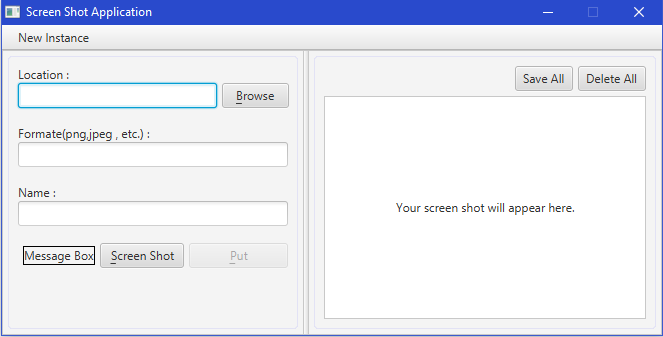 Screen Shot Application
New Instance
Location :
Browse
Formate(png,jpeg , etc.) :
Name :
Message Box
Screen Shot
Put
Save All
Delete All
Your screen shot will appear here.